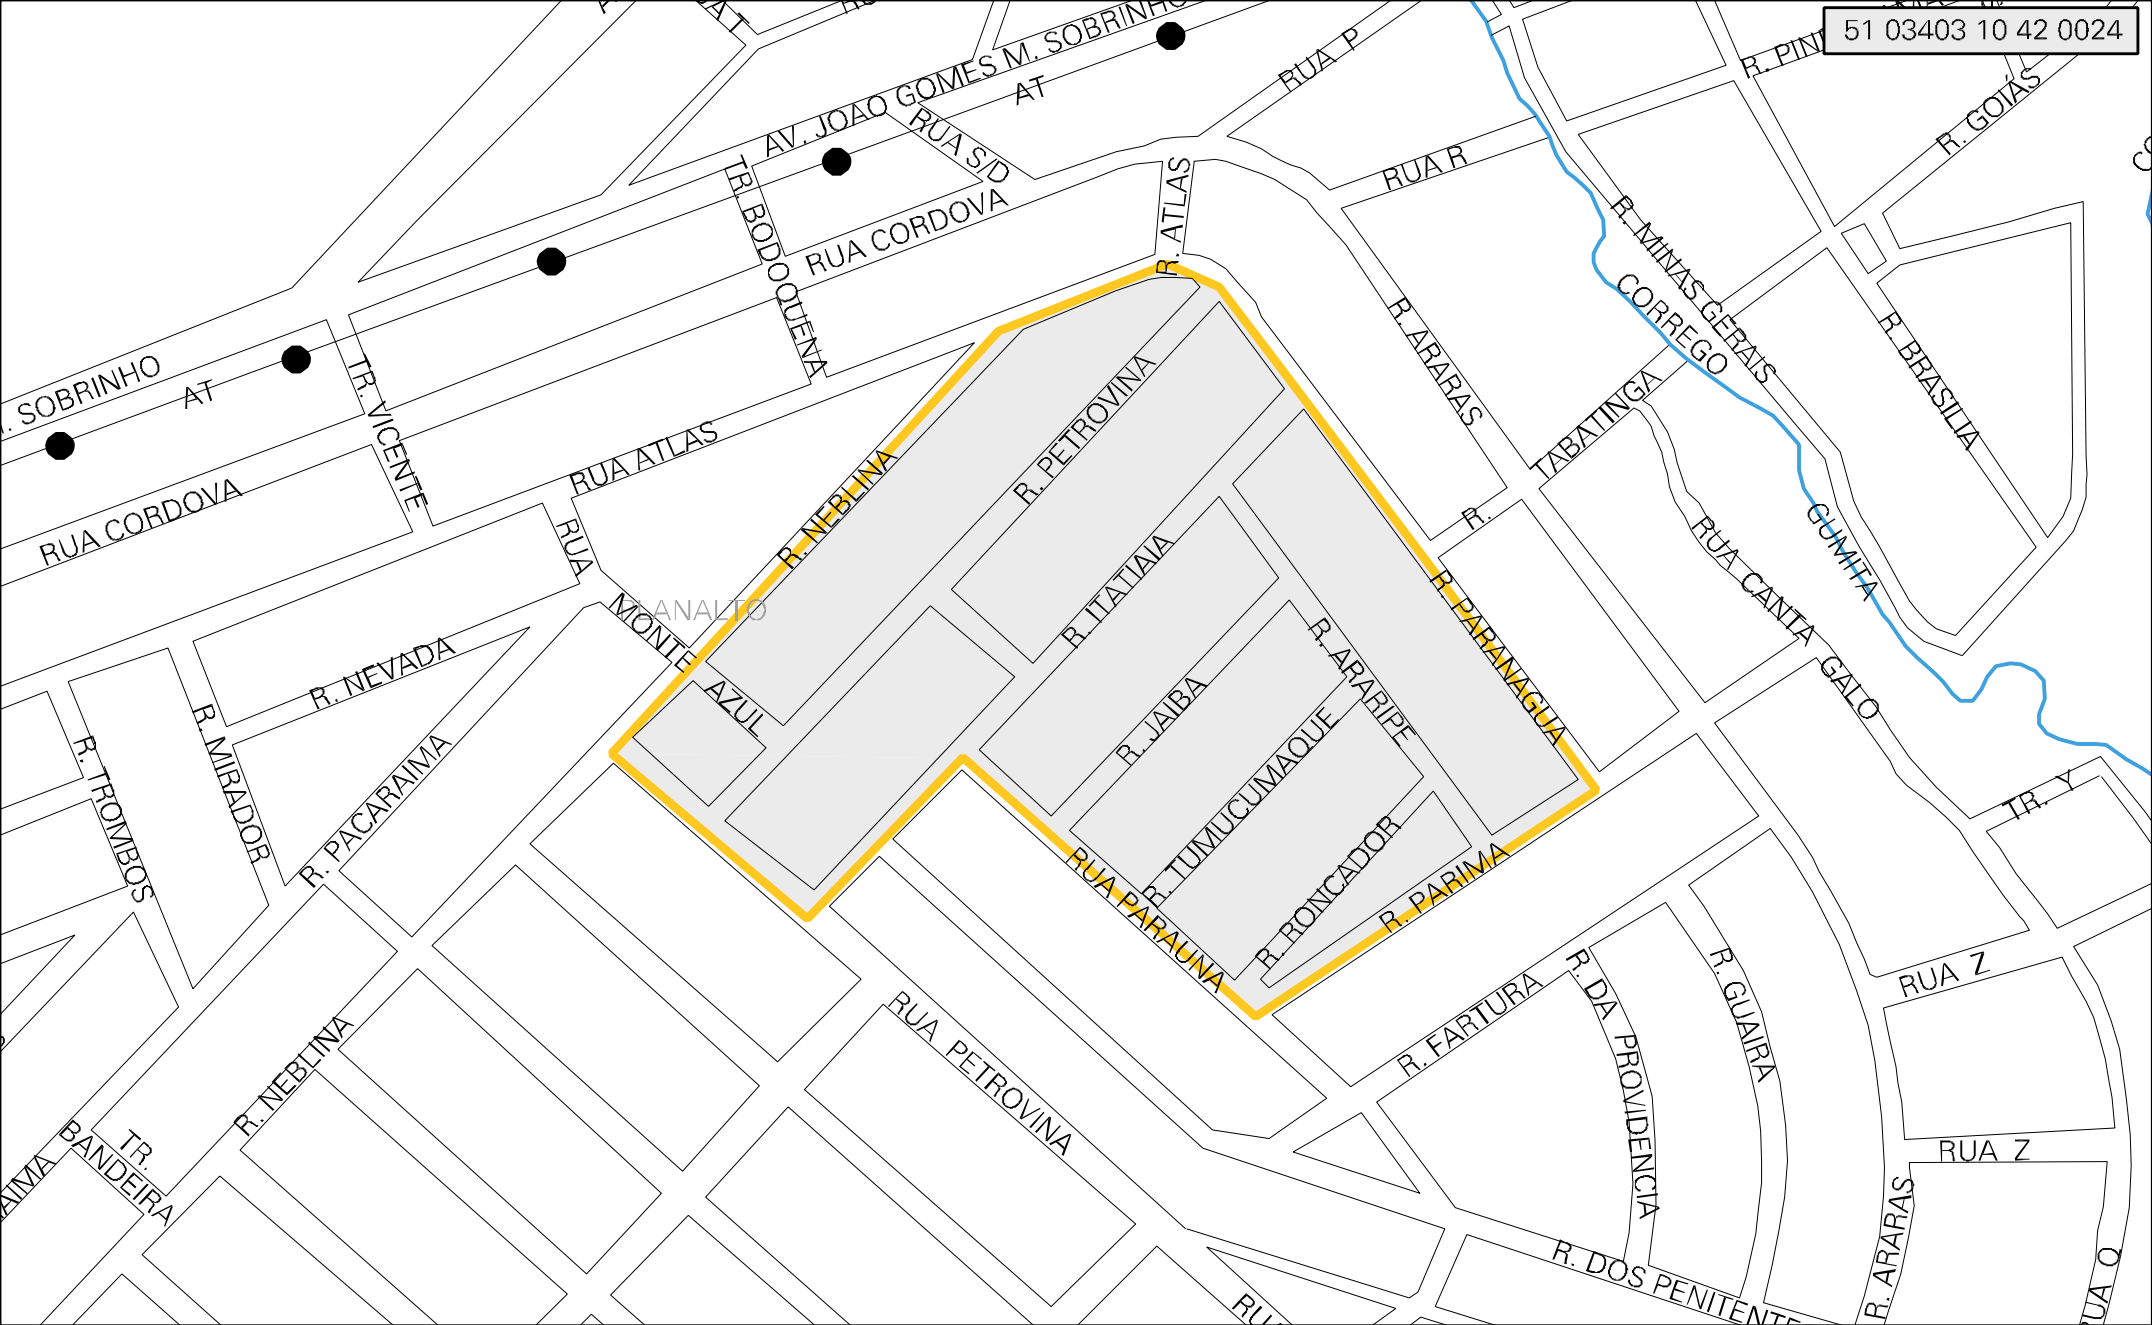 51 03403 10 42 0024
AV. JOAO GOMES M. SOBRINHO
AT
RUA P
R. GOIÁS
RUA S/D
RUA R
R. ATLAS
TR. BODOQUENA
RUA CORDOVA
R. MINAS GERAIS
CORREGO
GUMITA
R. BRASILIA
R. ARARAS
SOBRINHO
AT
TR. VICENTE
RUA ATLAS
R. PETROVINA
R. TABATINGA
RUA CORDOVA
R. NEBLINA
RUA MONTE AZUL
PLANALTO
R. ITATIAIA
R. PARANAGUA
RUA CANTA GALO
R. NEVADA
R. ARARIPE
R. JAIBA
R. TUMUCUMAQUE
R. MIRADOR
R. TROMBOS
R. PACARAIMA
TR. Y
R. RONCADOR
R. PARIMA
RUA PARAUNA
R. FARTURA
R. DA PROVIDENCIA
R. GUAIRA
RUA Z
R. NEBLINA
RUA PETROVINA
TR. BANDEIRA
AIMA
RUA Z
R. ARARAS
R. DOS PENITENTE
UA Q